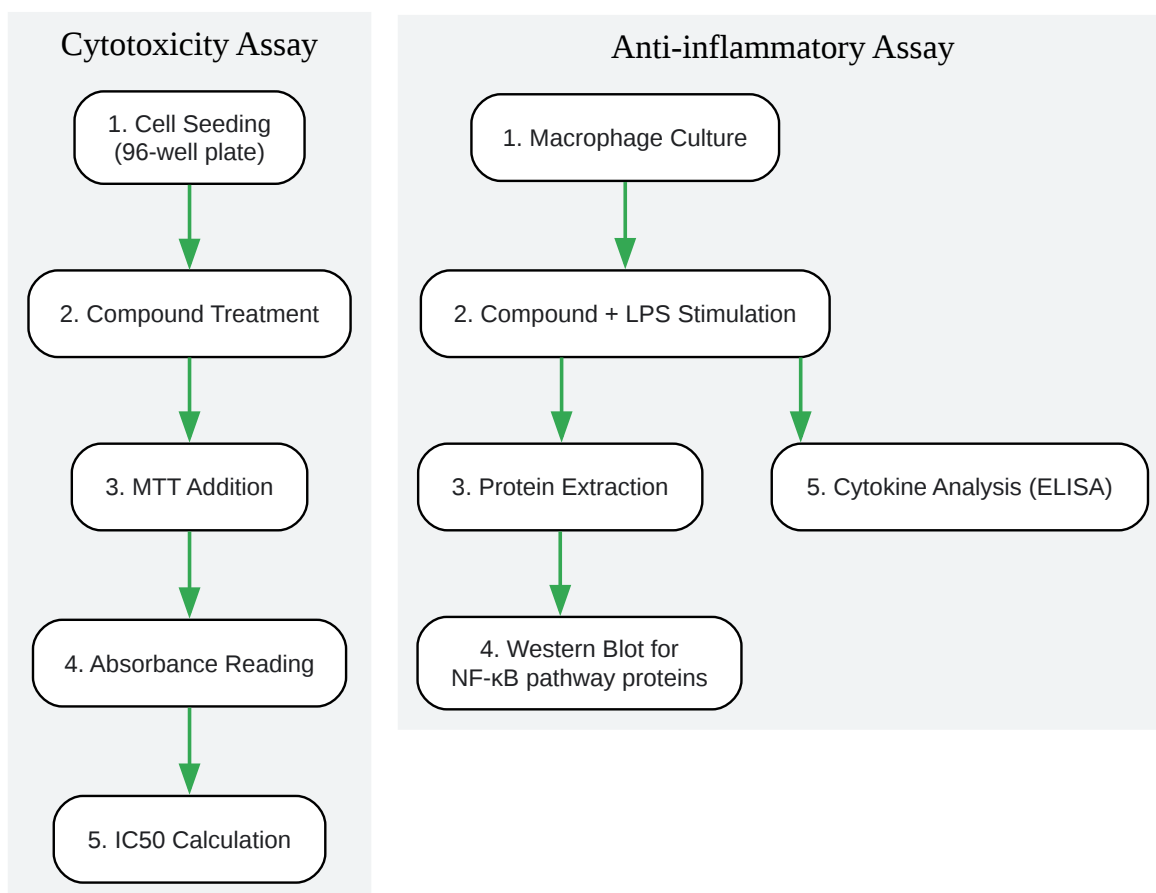 Cytotoxicity Assay
1. Cell Seeding
(96-well plate)
2. Compound Treatment
3. MTT Addition
4. Absorbance Reading
5. IC50 Calculation
Anti-inflammatory Assay
1. Macrophage Culture
2. Compound + LPS Stimulation
3. Protein Extraction
5. Cytokine Analysis (ELISA)
4. Western Blot for
NF-κB pathway proteins